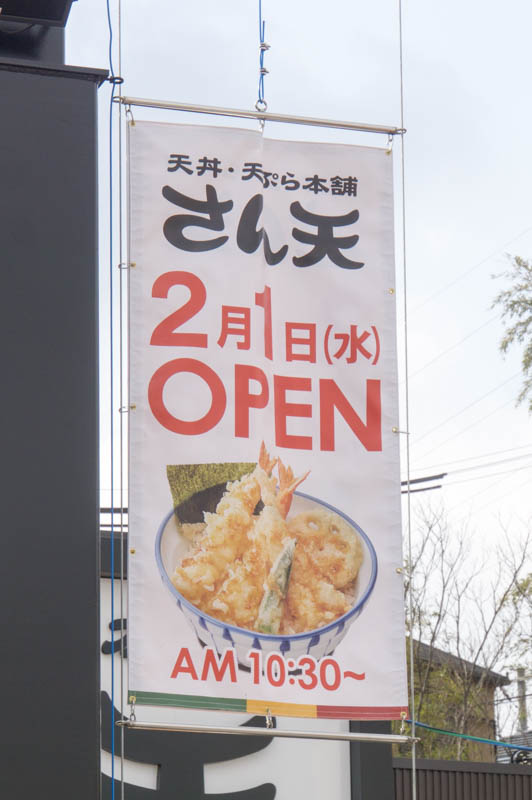 天丼・天ぷら本舗
さん天
2月1日(水)
OPEN
AM 10:30~